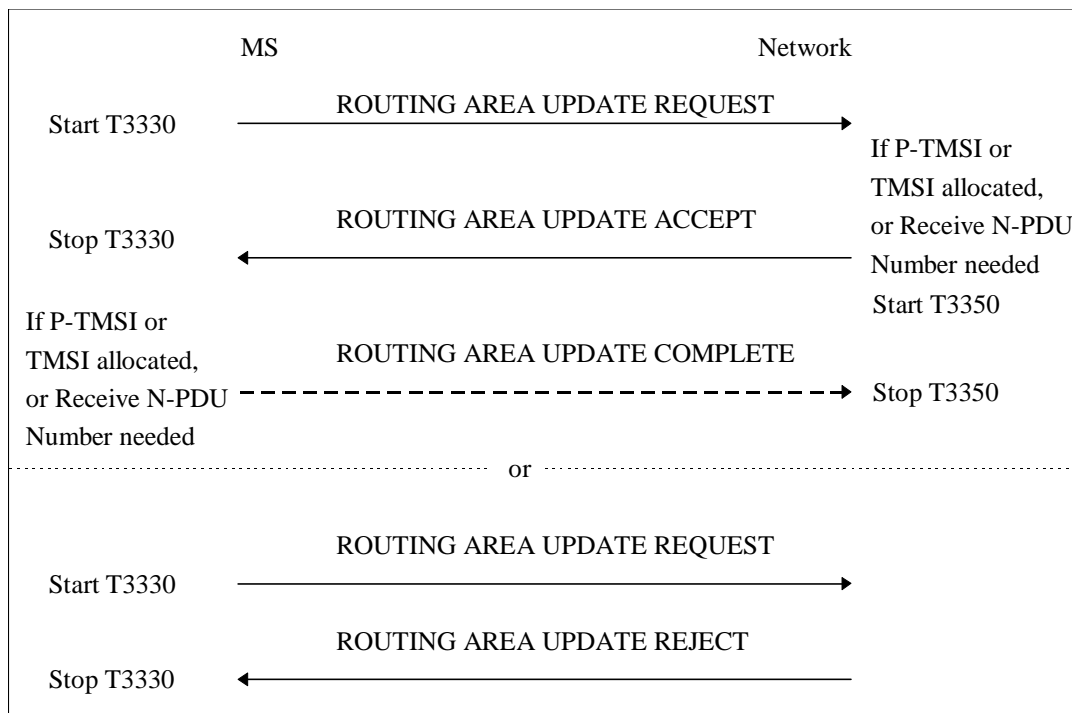 MS
Network
ROUTING AREA UPDATE REQUEST
Start T3330
If P-TMSI or
TMSI allocated,
or Receive N-PDU
Number needed
Start T3350
ROUTING AREA UPDATE ACCEPT
Stop T3330
If P-TMSI or
TMSI allocated,
or Receive N-PDU
Number needed
ROUTING AREA UPDATE COMPLETE
Stop T3350
or
ROUTING AREA UPDATE REQUEST
Start T3330
ROUTING AREA UPDATE REJECT
Stop T3330